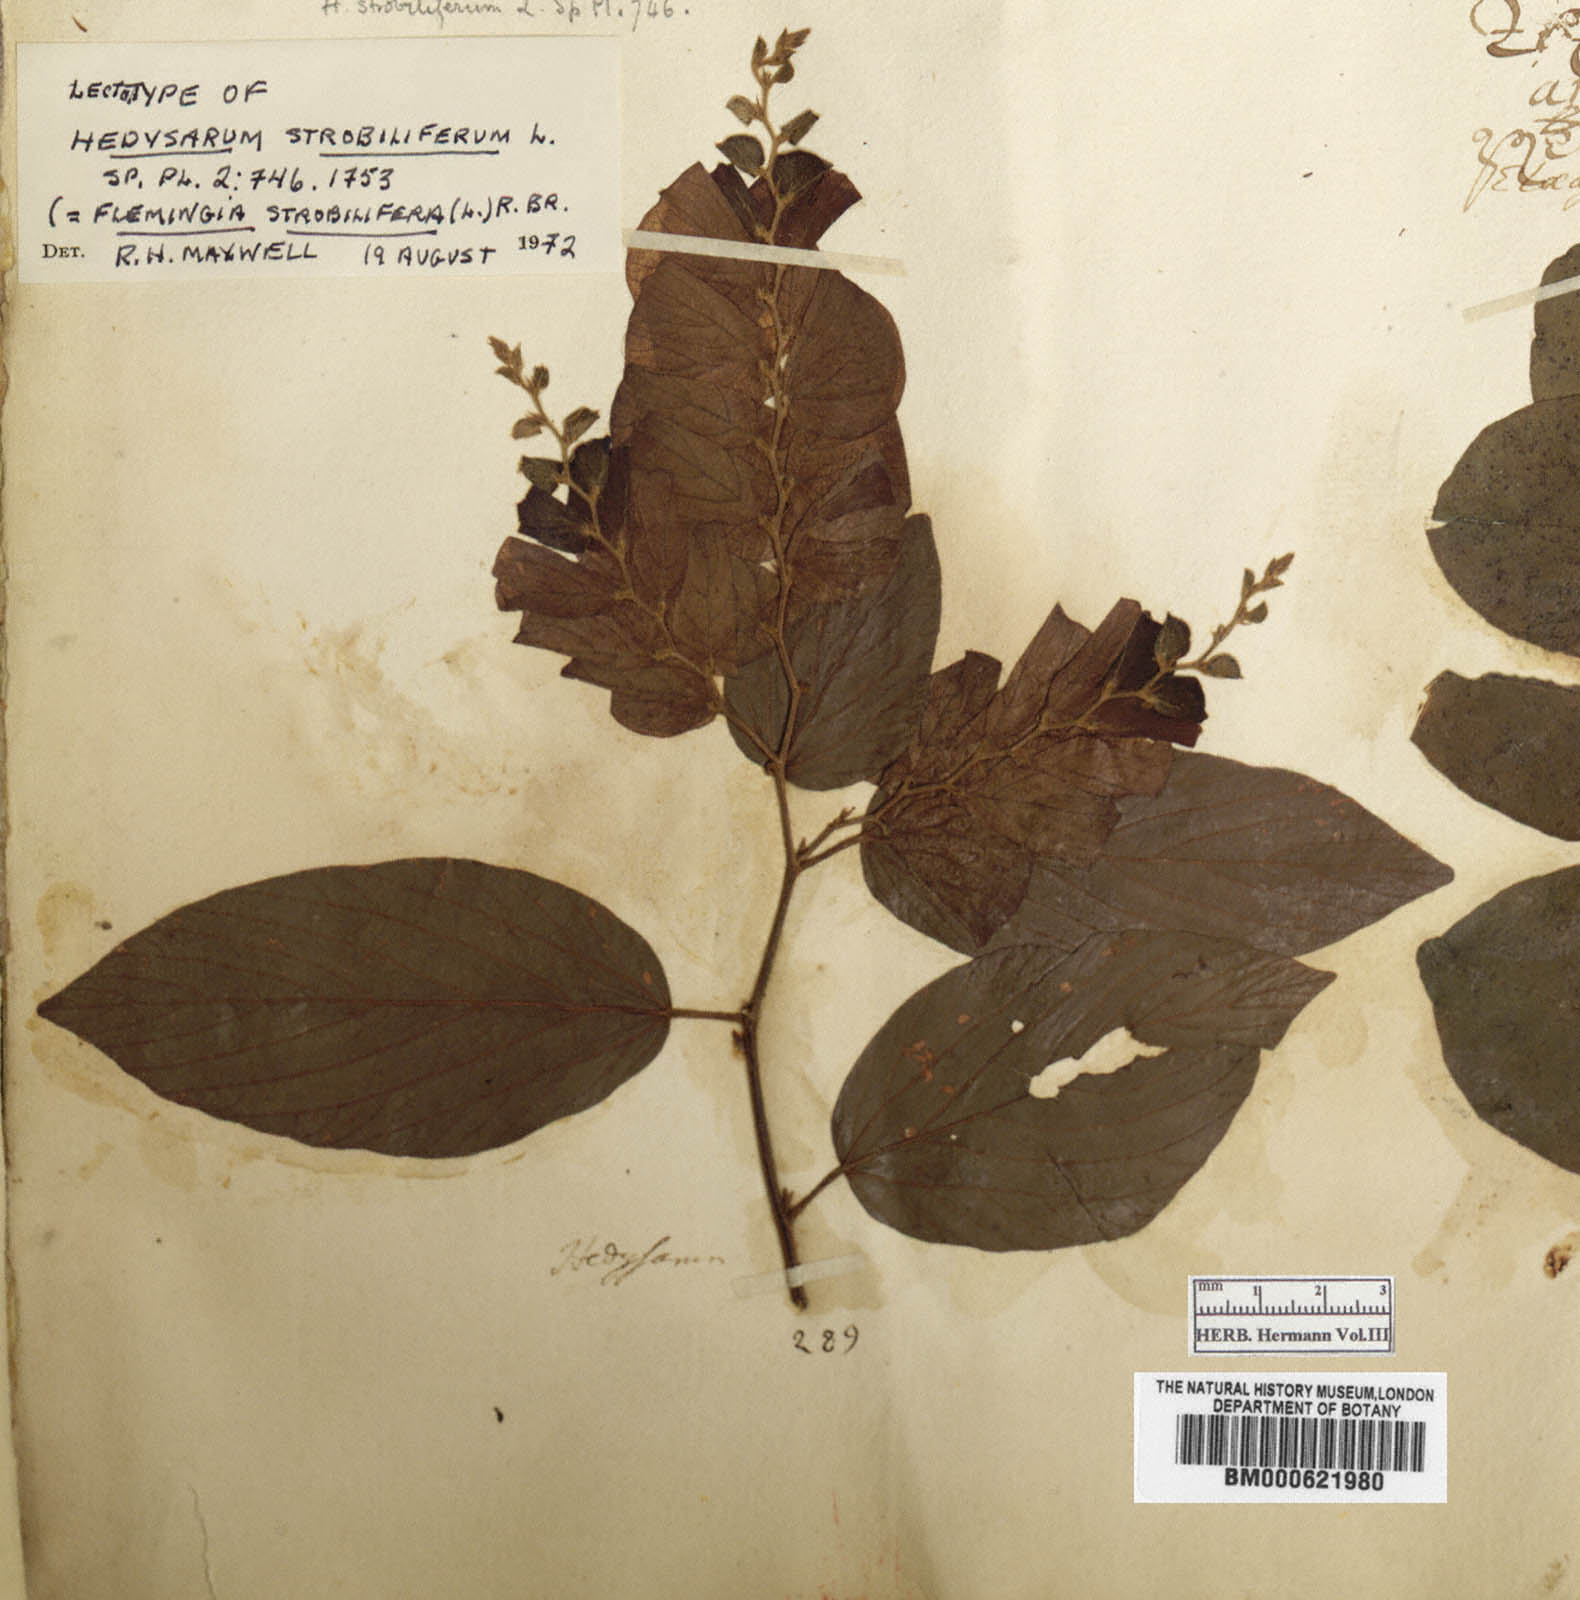 H. strobiliferum L. Sp Pl. 746.
LECTOTYPE OF
HEDYSARUM STROBILIFERUM L.
SP. PL. 2: 746. 1753
(= FLEMINGIA STROBILIFERA (L.) R. BR.
DET. R. H. MAXWELL 19 AUGUST 1972
Hedysarum
289
mm 1 2 3
HERB. Hermann Vol.III
THE NATURAL HISTORY MUSEUM,LONDON
DEPARTMENT OF BOTANY
BM000621980